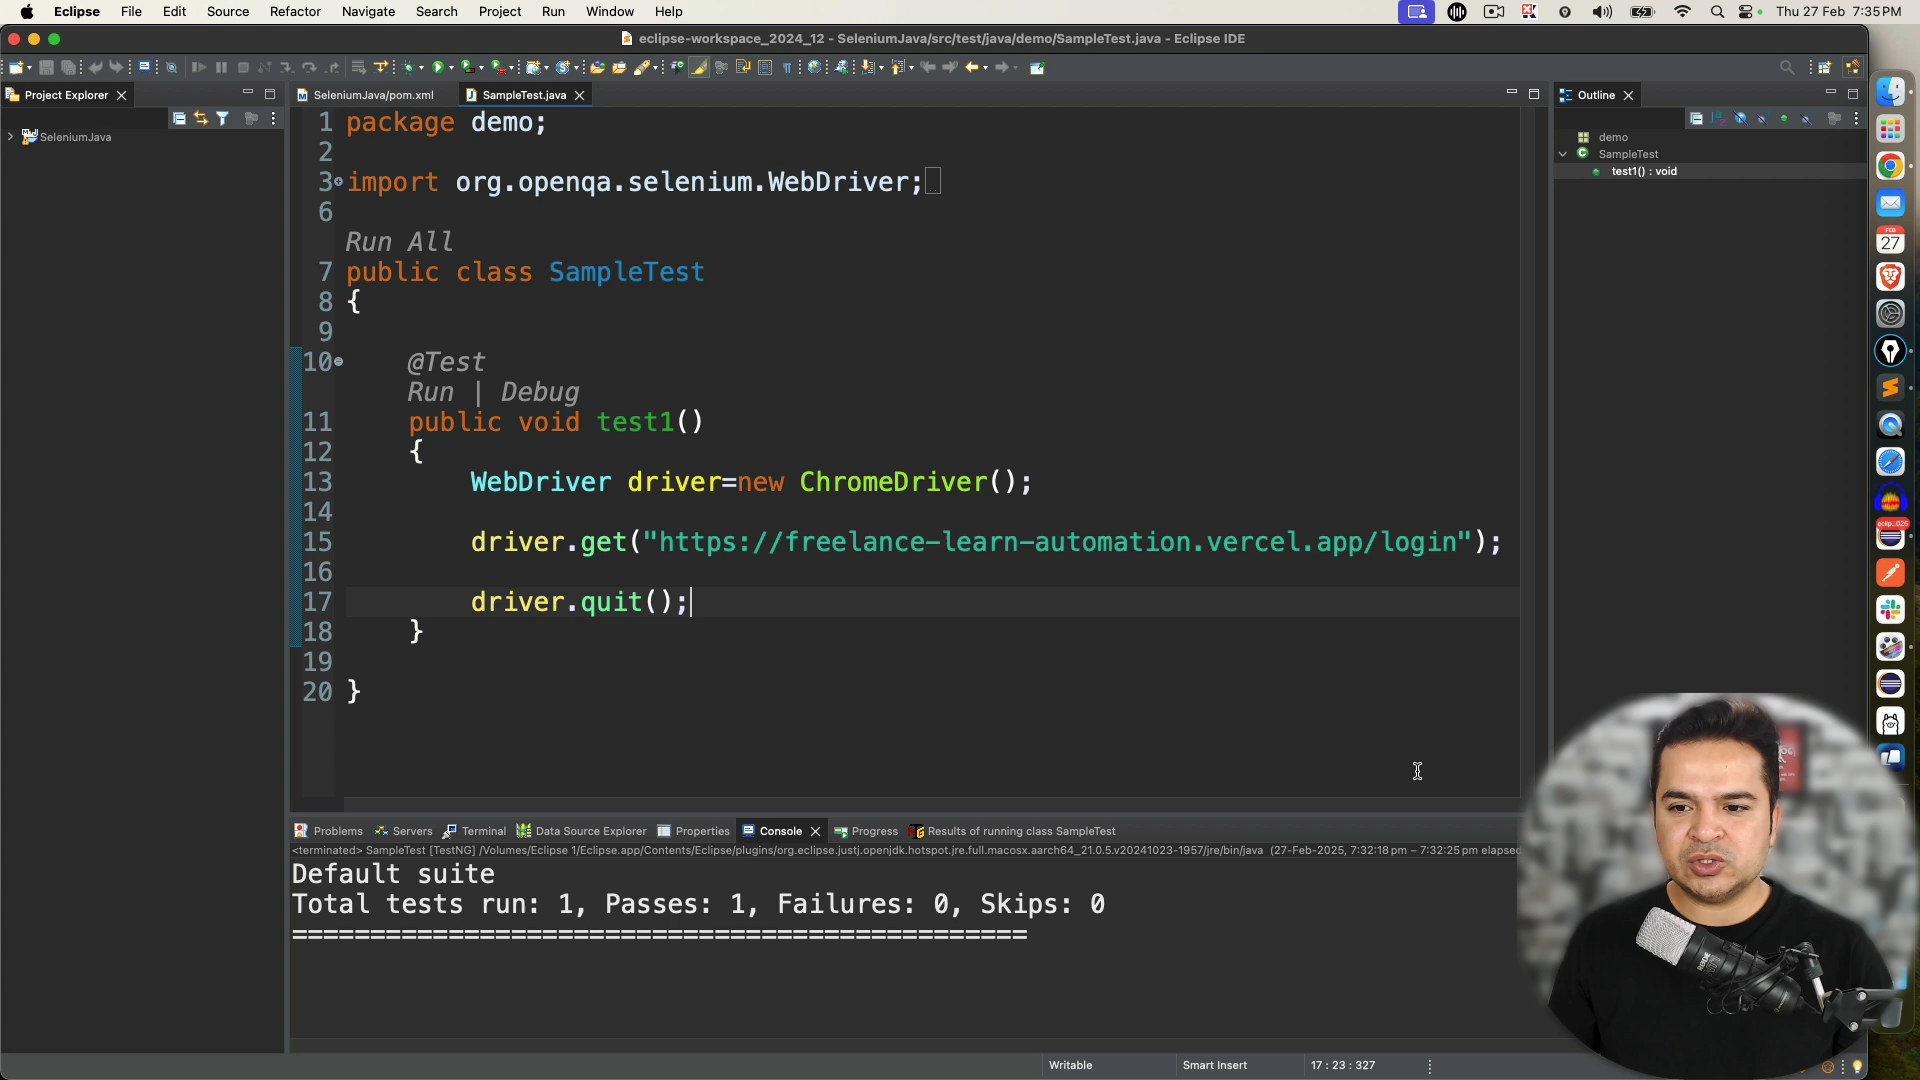 Eclipse File Edit Source Refactor Navigate Search Project Run Window Help Thu 27 Feb 7:35 PM
eclipse-workspace_2024_12 - SeleniumJava/src/test/java/demo/SampleTest.java - Eclipse IDE
Project Explorer
SeleniumJava
SeleniumJava/pom.xml SampleTest.java
1 package demo;
2
3 import org.openqa.selenium.WebDriver;
6
Run All
7 public class SampleTest
8 {
9
10 @Test
Run | Debug
11 public void test1()
12 {
13 WebDriver driver=new ChromeDriver();
14
15 driver.get("https://freelance-learn-automation.vercel.app/login");
16
17 driver.quit();
18 }
19
20 }
Outline
demo
SampleTest
test1() : void
FEB
27
Problems Servers Terminal Data Source Explorer Properties Console Progress Results of running class SampleTest
<terminated> SampleTest [TestNG] /Volumes/Eclipse 1/Eclipse.app/Contents/Eclipse/plugins/org.eclipse.justj.openjdk.hotspot.jre.full.macosx.aarch64_21.0.5.v20241023-1957/jre/bin/java (27-Feb-2025, 7:32:18 pm – 7:32:25 pm elapsed
Default suite
Total tests run: 1, Passes: 1, Failures: 0, Skips: 0
===============================================
Writable Smart Insert 17 : 23 : 327